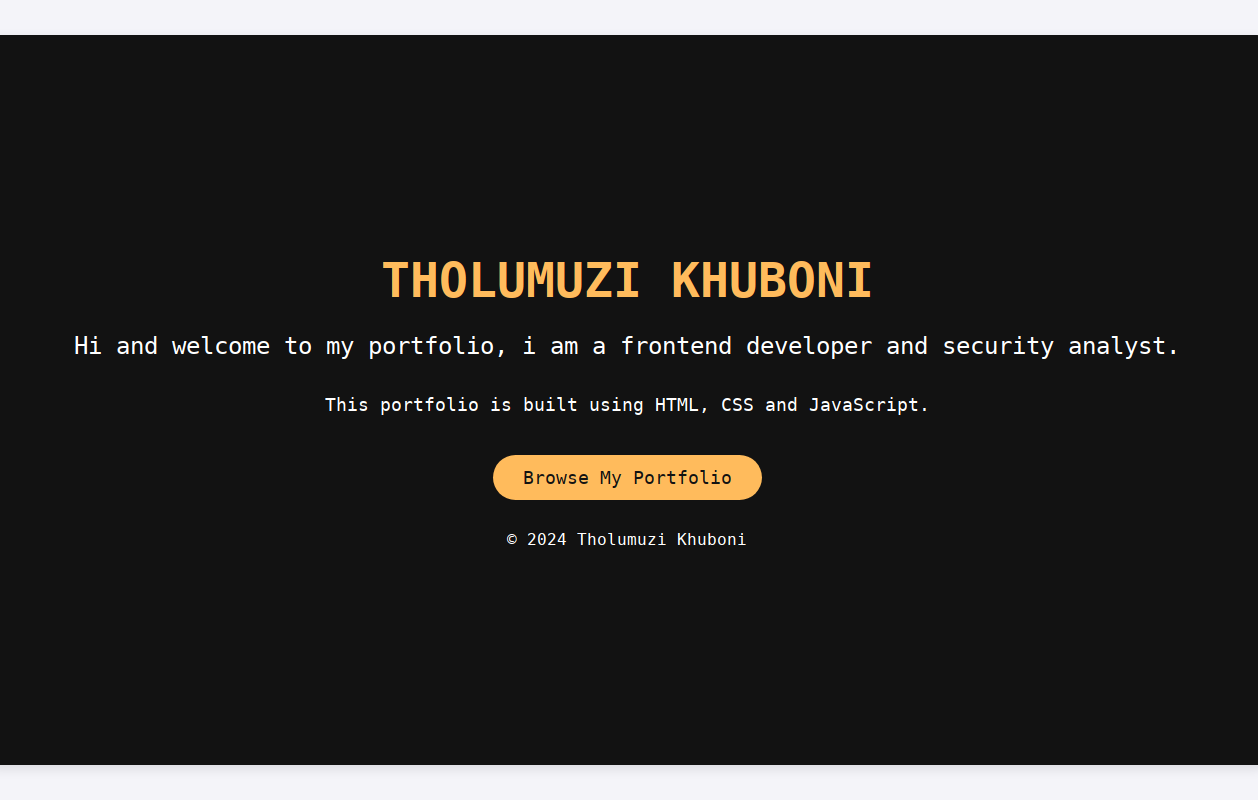 THOLUMUZI KHUBONI
Hi and welcome to my portfolio, i am a frontend developer and security analyst.
This portfolio is built using HTML, CSS and JavaScript.
Browse My Portfolio
© 2024 Tholumuzi Khuboni